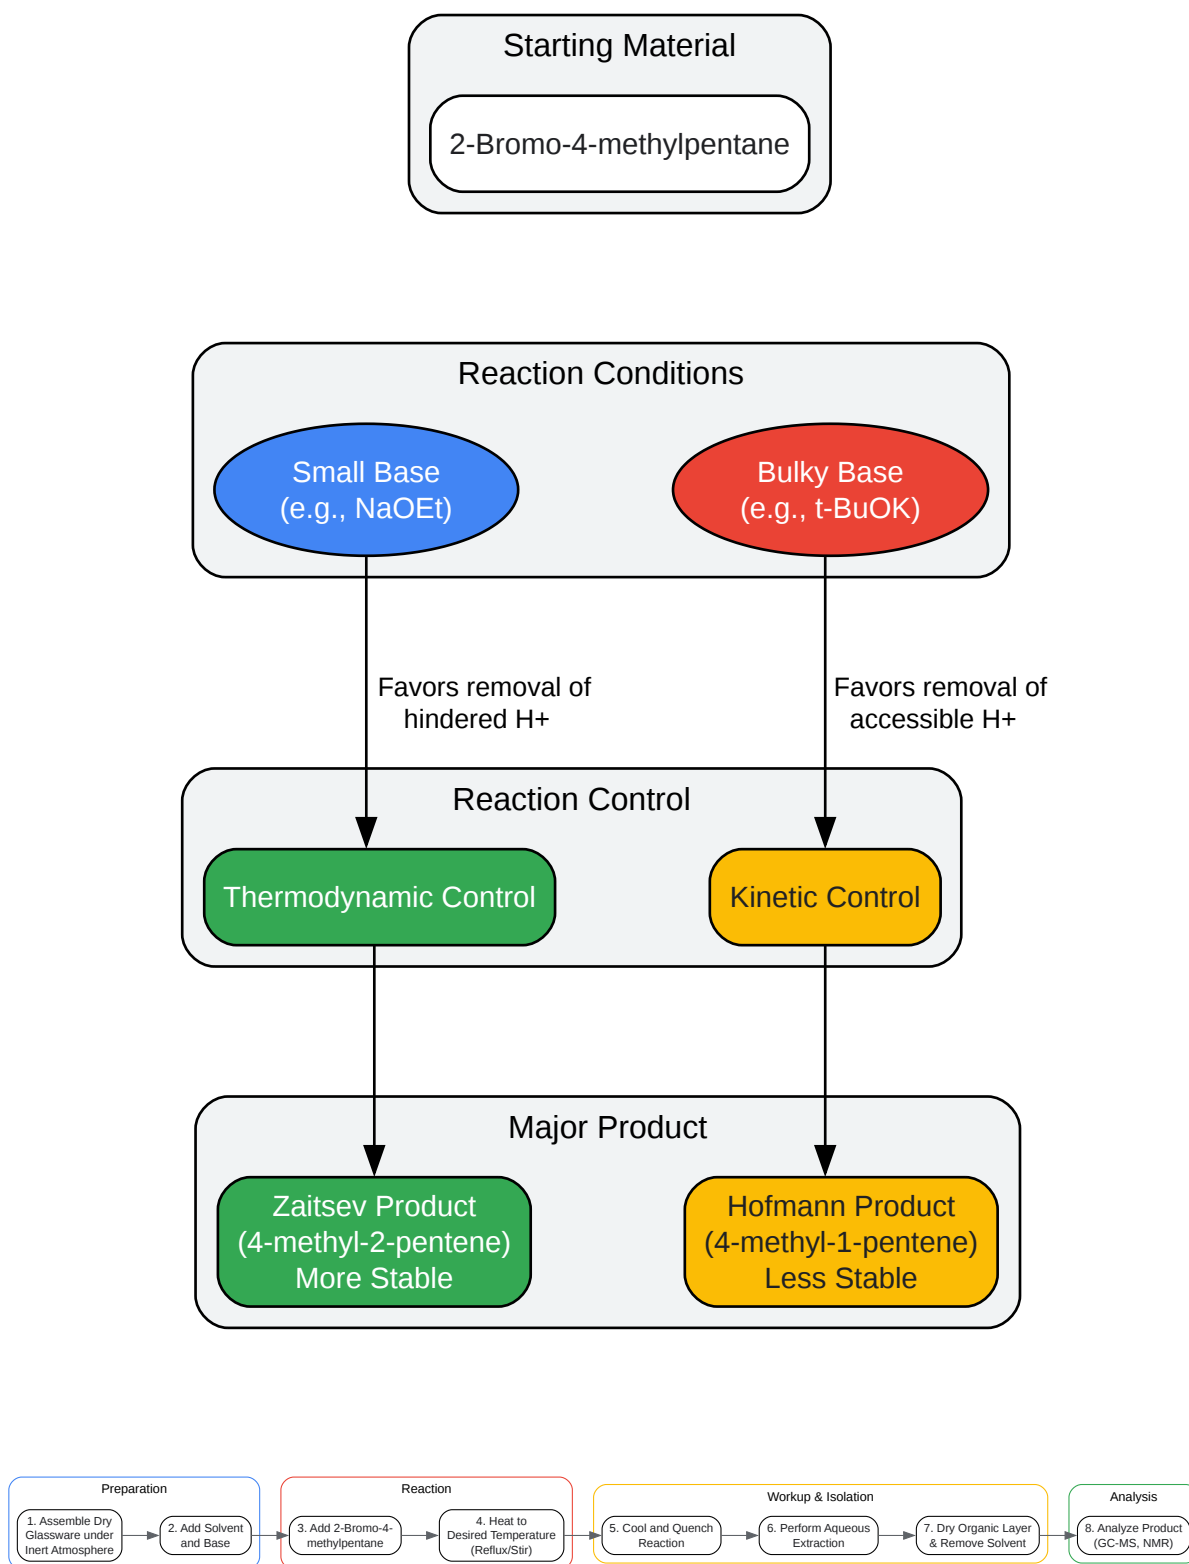 Starting Material
2-Bromo-4-methylpentane
Reaction Conditions
Small Base
(e.g., NaOEt)
Bulky Base
(e.g., t-BuOK)
Favors removal of
hindered H+
Favors removal of
accessible H+
Reaction Control
Thermodynamic Control
Kinetic Control
Major Product
Zaitsev Product
(4-methyl-2-pentene)
More Stable
Hofmann Product
(4-methyl-1-pentene)
Less Stable
Preparation
1. Assemble Dry
Glassware under
Inert Atmosphere
2. Add Solvent
and Base
Reaction
3. Add 2-Bromo-4-
methylpentane
4. Heat to
Desired Temperature
(Reflux/Stir)
Workup & Isolation
5. Cool and Quench
Reaction
6. Perform Aqueous
Extraction
7. Dry Organic Layer
& Remove Solvent
Analysis
8. Analyze Product
(GC-MS, NMR)